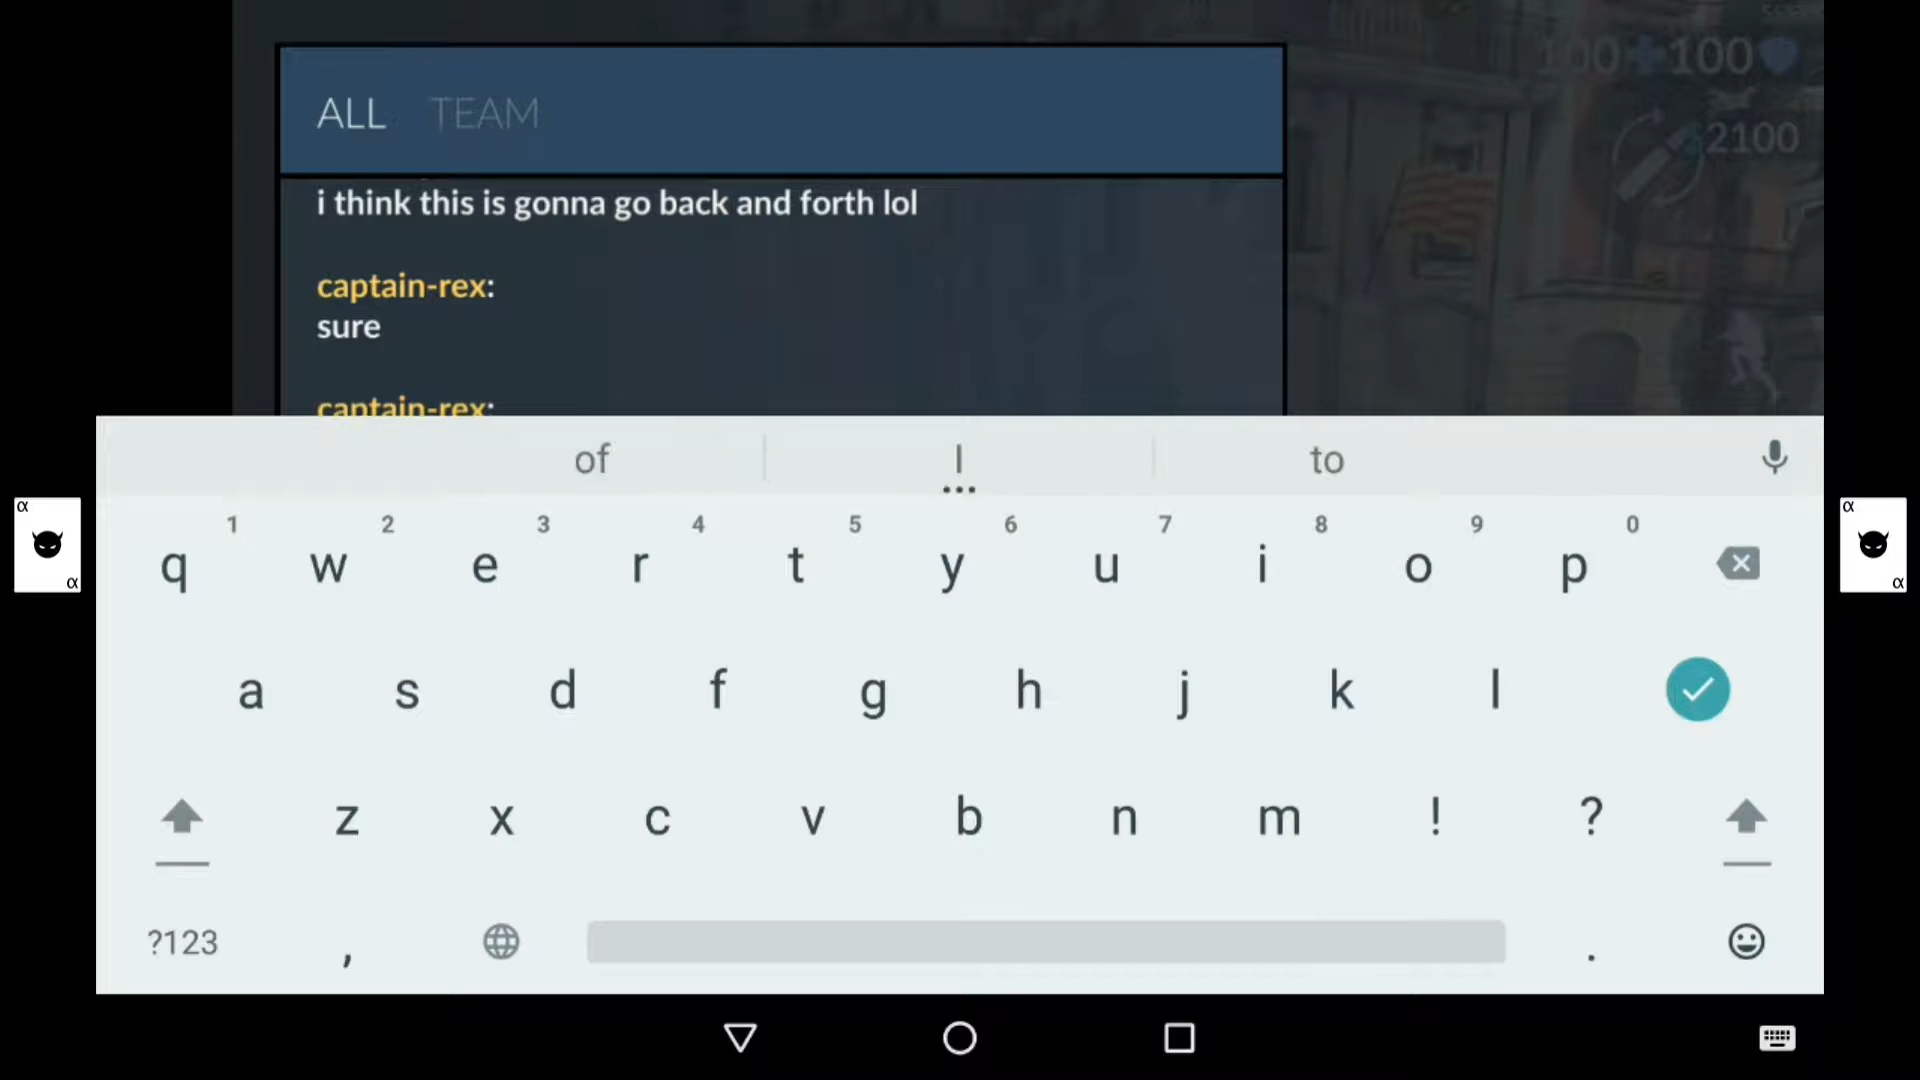 100 100
ALL TEAM
2100
i think this is gonna go back and forth lol
captain-rex:
sure
captain-rex:
of I to
1 2 3 4 5 6 7 8 9 0
q w e r t y u i o p
a s d f g h j k l
z x c v b n m ! ?
?123 , .
α α
α α